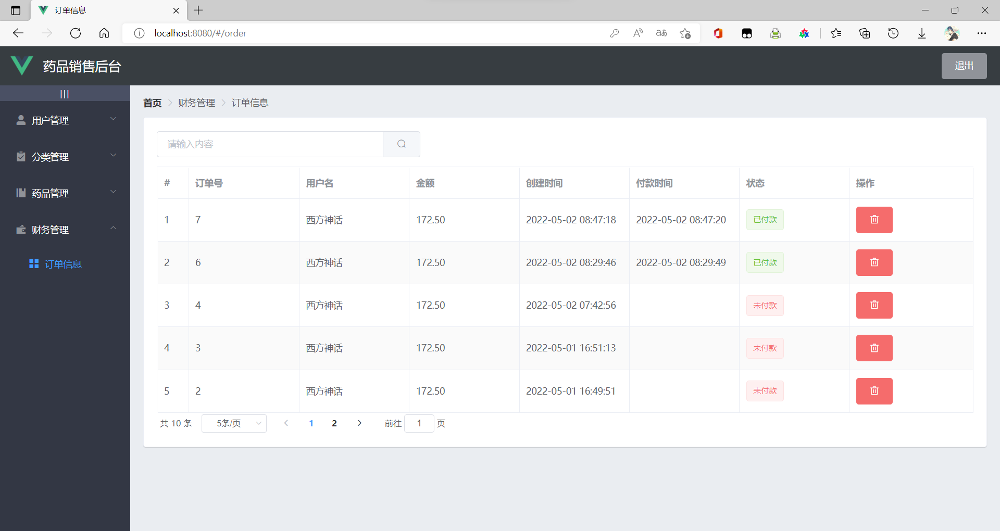 订单信息
localhost:8080/#/order
药品销售后台
退出
|||
用户管理
分类管理
药品管理
财务管理
订单信息
首页 > 财务管理 > 订单信息
请输入内容
# 订单号 用户名 金额 创建时间 付款时间 状态 操作
1 7 西方神话 172.50 2022-05-02 08:47:18 2022-05-02 08:47:20 已付款
2 6 西方神话 172.50 2022-05-02 08:29:46 2022-05-02 08:29:49 已付款
3 4 西方神话 172.50 2022-05-02 07:42:56 未付款
4 3 西方神话 172.50 2022-05-01 16:51:13 未付款
5 2 西方神话 172.50 2022-05-01 16:49:51 未付款
共 10 条 5条/页 1 2 前往 1 页